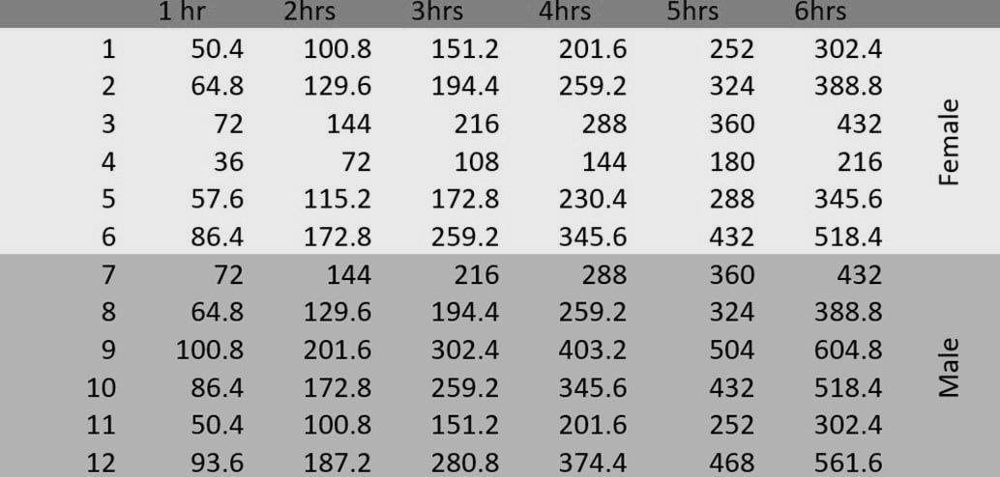 1 hr 2hrs 3hrs 4hrs 5hrs 6hrs
1 50.4 100.8 151.2 201.6 252 302.4
2 64.8 129.6 194.4 259.2 324 388.8
3 72 144 216 288 360 432
4 36 72 108 144 180 216
5 57.6 115.2 172.8 230.4 288 345.6
6 86.4 172.8 259.2 345.6 432 518.4
Female
7 72 144 216 288 360 432
8 64.8 129.6 194.4 259.2 324 388.8
9 100.8 201.6 302.4 403.2 504 604.8
10 86.4 172.8 259.2 345.6 432 518.4
11 50.4 100.8 151.2 201.6 252 302.4
12 93.6 187.2 280.8 374.4 468 561.6
Male